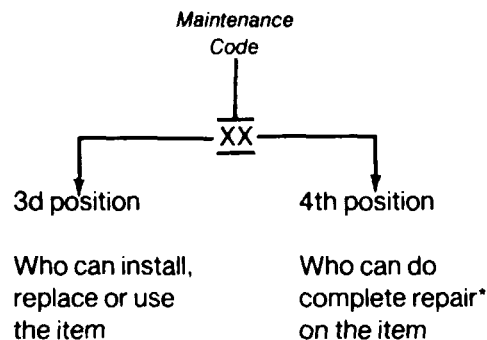 Maintenance
Code
XX
3d position
Who can install,
replace or use
the item
4th position
Who can do
complete repair*
on the item